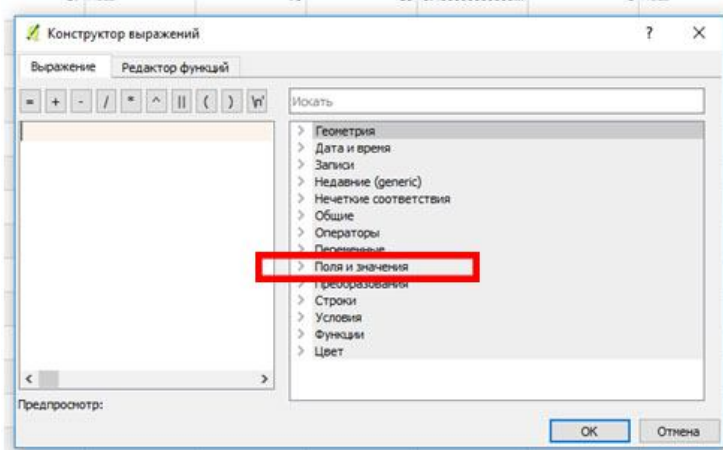 Конструктор выражений
?
Выражение
Редактор функций
= + - / * ^ || ( ) '\n'
Искать
Геометрия
Дата и время
Записи
Недавние (generic)
Нечеткие соответствия
Общие
Операторы
Переменные
Поля и значения
Преобразования
Строки
Условия
Функции
Цвет
Предпросмотр:
OK
Отмена